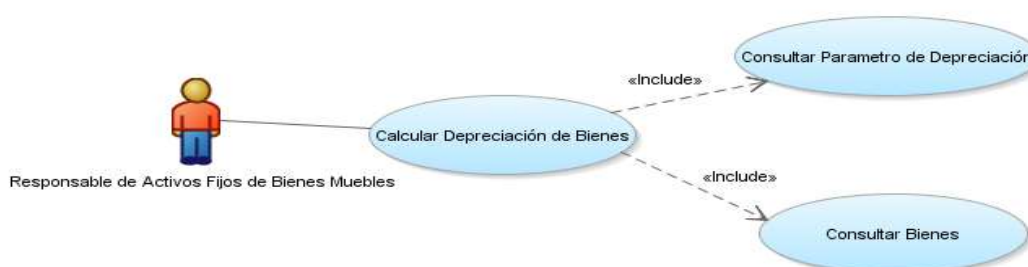 Consultar Parametro de Depreciación
«Include»
Calcular Depreciación de Bienes
Responsable de Activos Fijos de Bienes Muebles
«Include»
Consultar Bienes